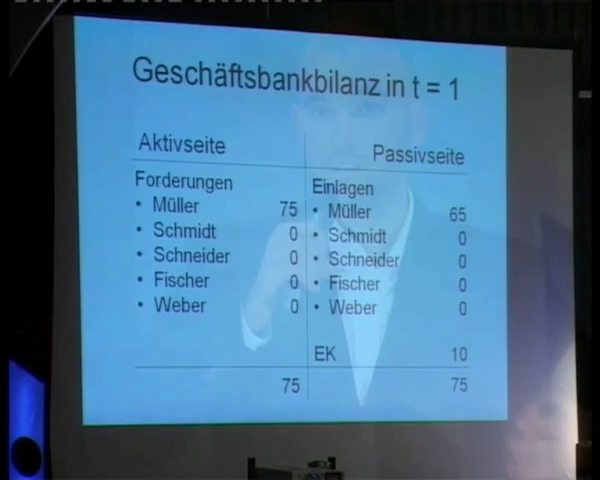 Geschäftsbankbilanz in t = 1
Aktivseite Passivseite
Forderungen Einlagen
• Müller 75 • Müller 65
• Schmidt 0 • Schmidt 0
• Schneider 0 • Schneider 0
• Fischer 0 • Fischer 0
• Weber 0 • Weber 0
EK 10
75 75